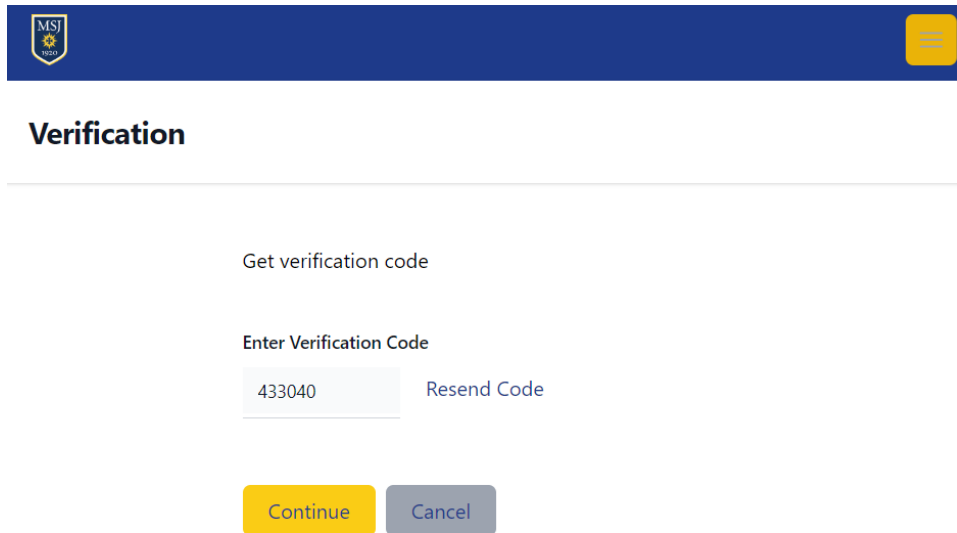 MSJ
1920
Verification
Get verification code
Enter Verification Code
433040 Resend Code
Continue Cancel